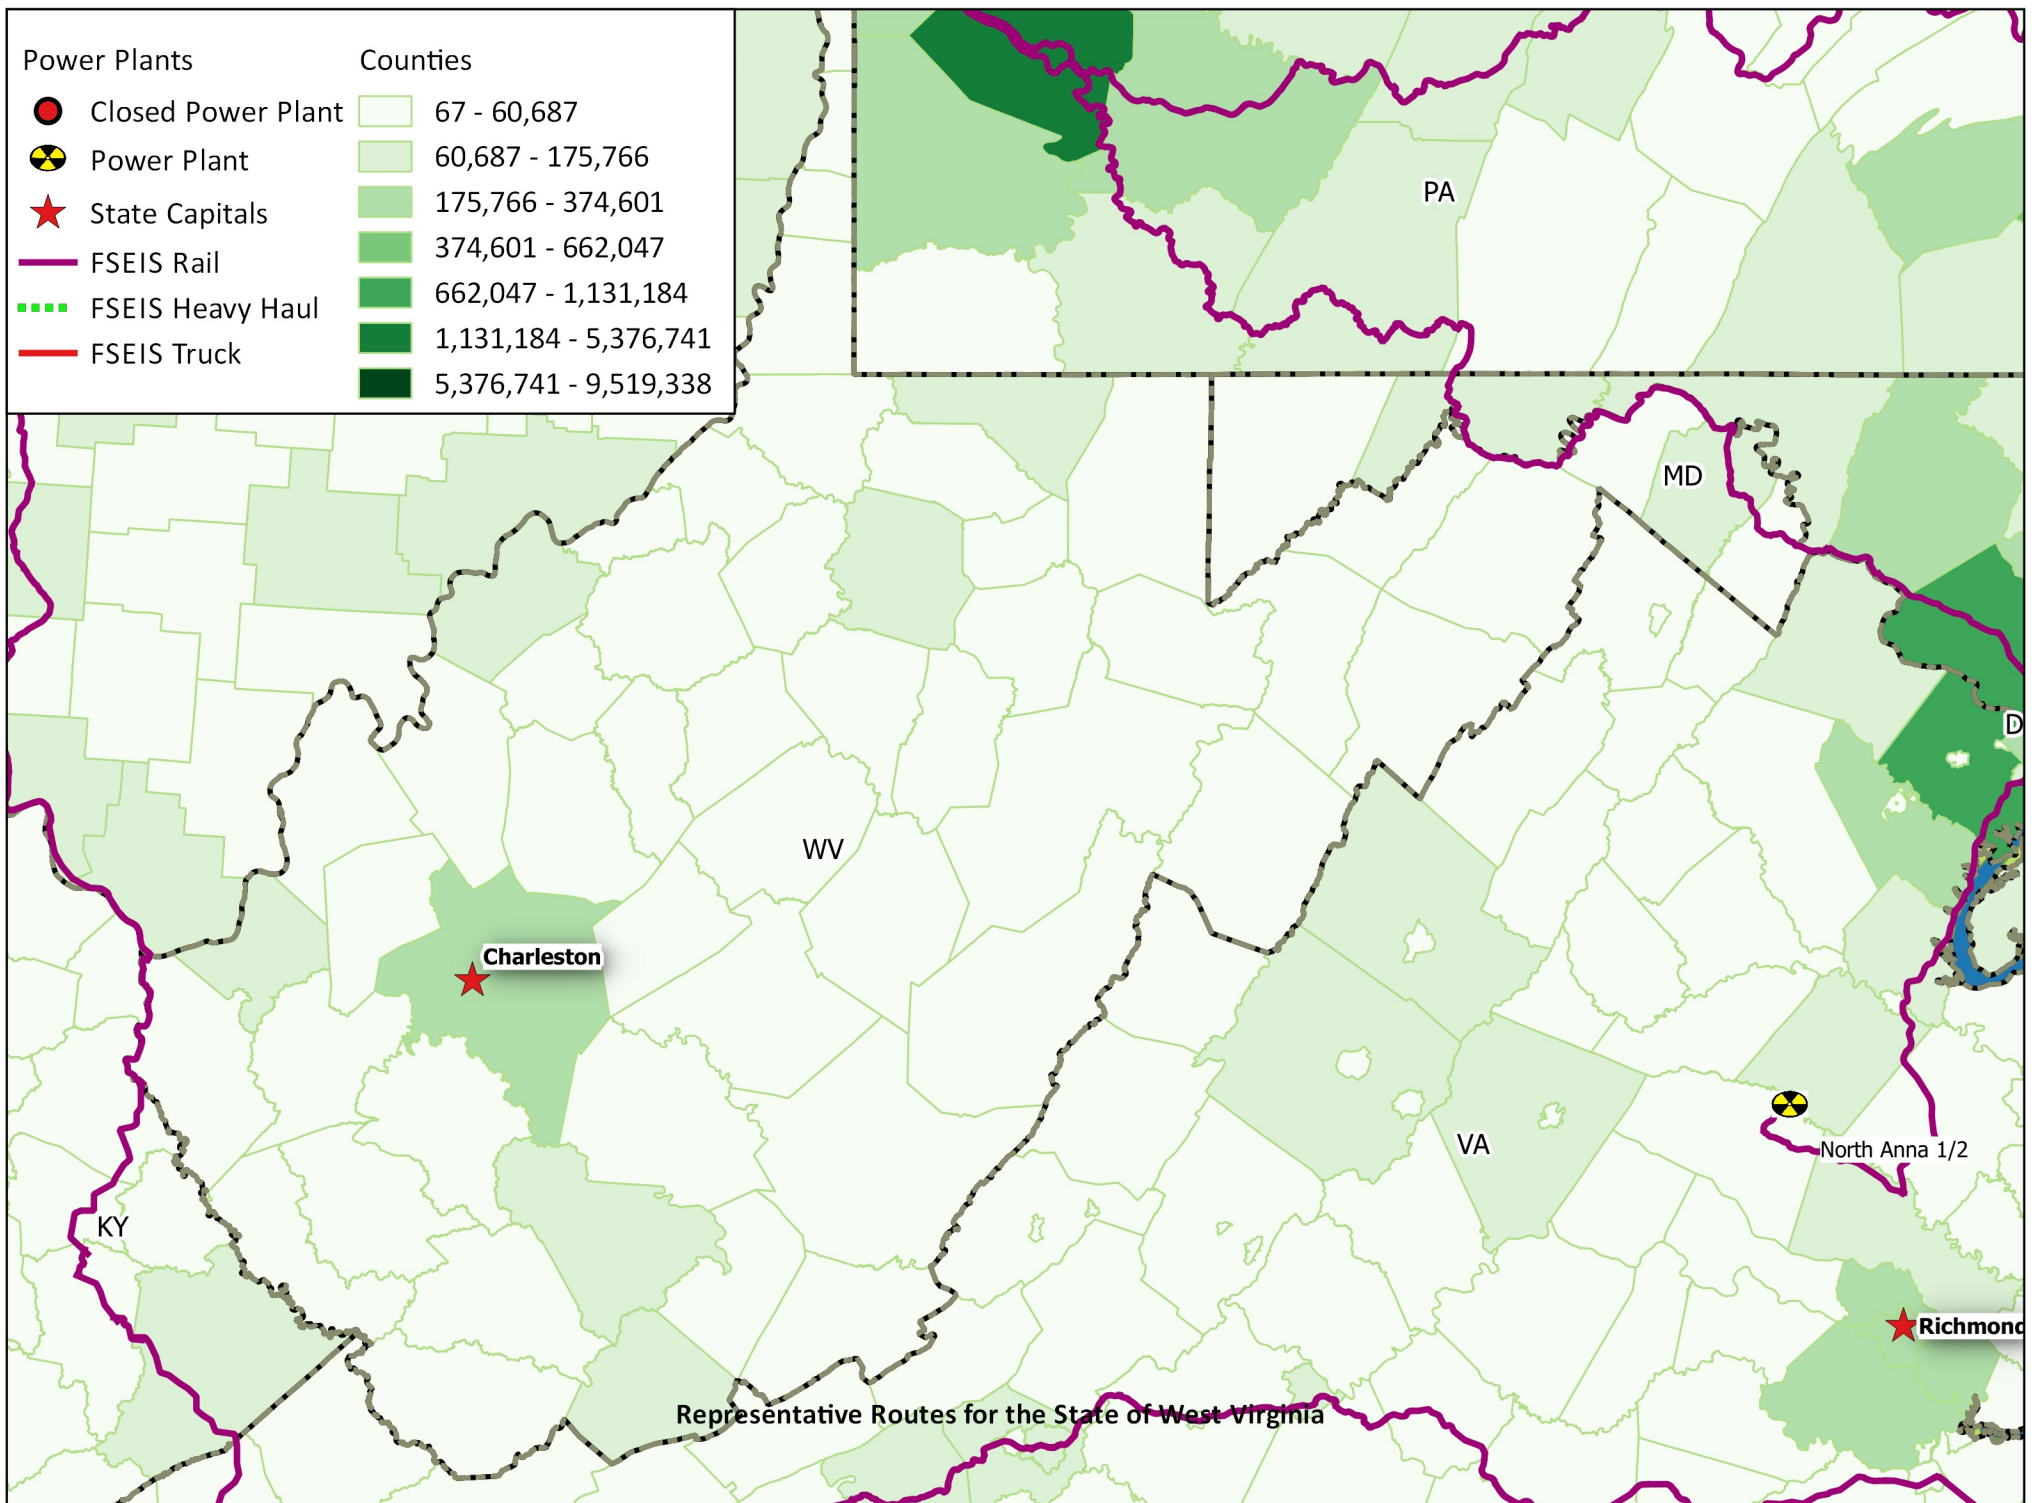 Power Plants
Closed Power Plant
Power Plant
State Capitals
FSEIS Rail
FSEIS Heavy Haul
FSEIS Truck
Counties
67 - 60,687
60,687 - 175,766
175,766 - 374,601
374,601 - 662,047
662,047 - 1,131,184
1,131,184 - 5,376,741
5,376,741 - 9,519,338
PA
MD
D
WV
Charleston
VA
North Anna 1/2
KY
Richmond
Representative Routes for the State of West Virginia